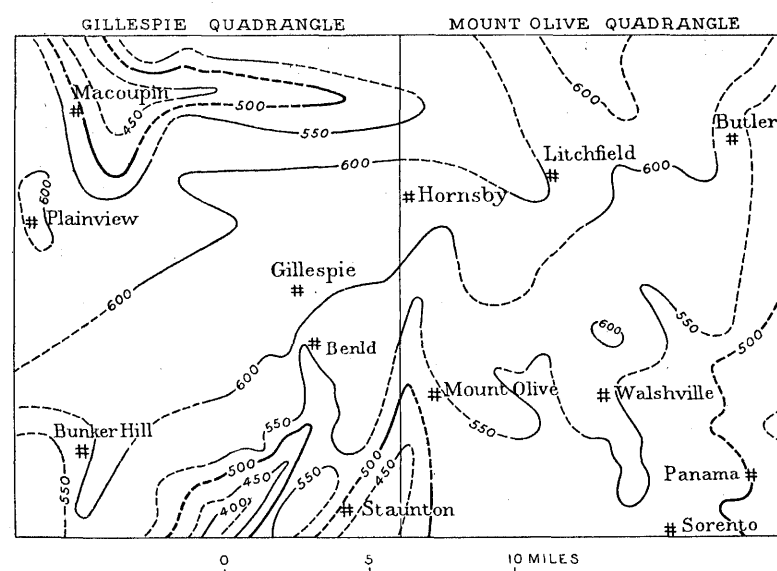 GILLESPIE QUADRANGLE MOUNT OLIVE QUADRANGLE
Macoupin
450
500
550
600
Butler
Litchfield
600
600
600
Hornsby
Plainview
Gillespie
600
600
550
500
Benld
600
Mount Olive
Walshville
550
550
Bunker Hill
550
500
450
400
550
500
450
Panama
Staunton
Sorento
0 5 10 MILES